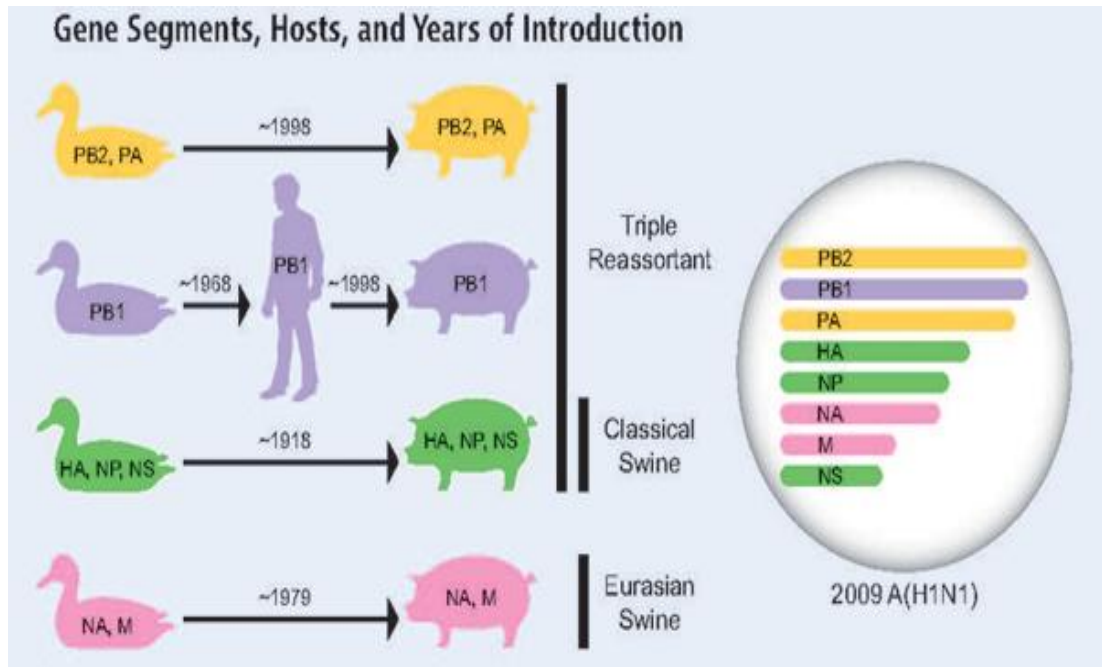 Gene Segments, Hosts, and Years of Introduction
PB2, PA
~1998
PB2, PA
PB1
~1968
PB1
~1998
PB1
HA, NP, NS
~1918
HA, NP, NS
NA, M
~1979
NA, M
Triple
Reassortant
Classical
Swine
Eurasian
Swine
PB2
PB1
PA
HA
NP
NA
M
NS
2009 A(H1N1)